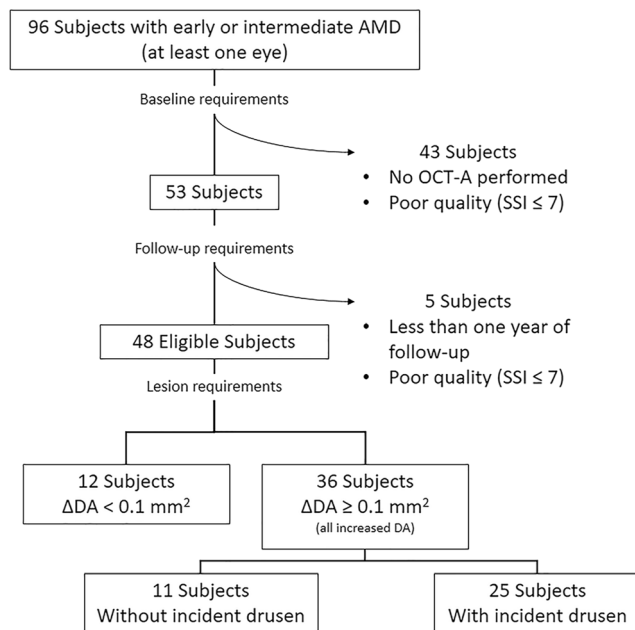 96 Subjects with early or intermediate AMD
(at least one eye)
Baseline requirements
43 Subjects
• No OCT-A performed
• Poor quality (SSI ≤ 7)
53 Subjects
Follow-up requirements
5 Subjects
• Less than one year of
follow-up
• Poor quality (SSI ≤ 7)
48 Eligible Subjects
Lesion requirements
12 Subjects
ΔDA < 0.1 mm²
36 Subjects
ΔDA ≥ 0.1 mm²
(all increased DA)
11 Subjects
Without incident drusen
25 Subjects
With incident drusen